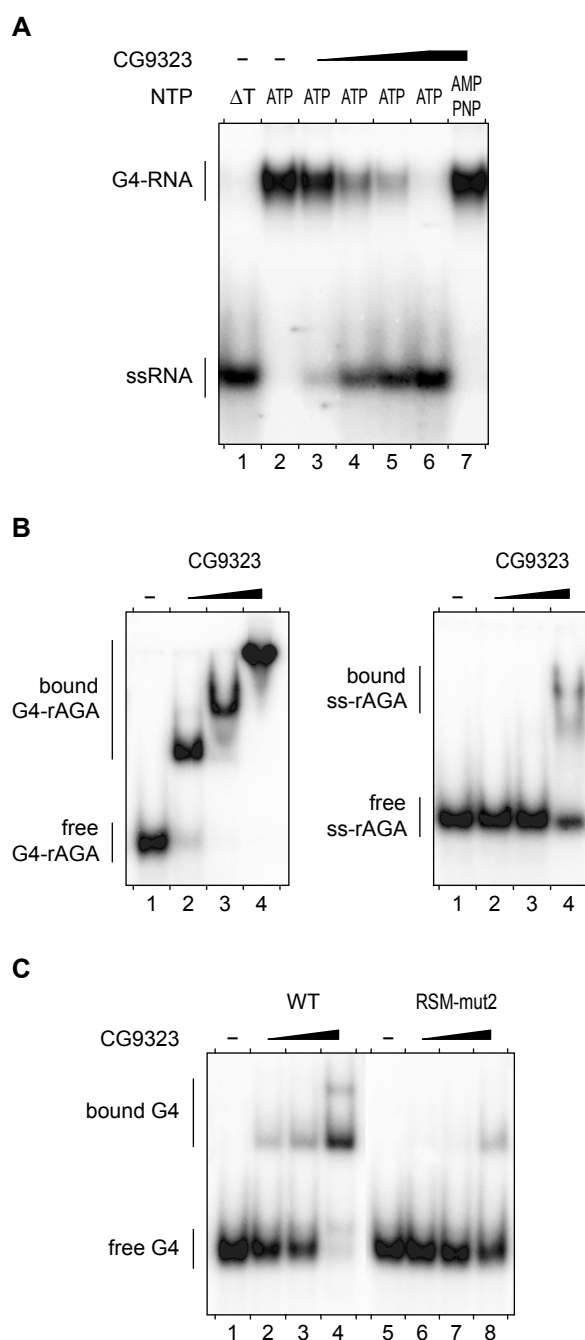 A
CG9323 – –
NTP ΔT ATP ATP ATP ATP ATP AMP PNP
G4-RNA
ssRNA
1 2 3 4 5 6 7
B
CG9323 CG9323
– –
bound G4-rAGA
bound ss-rAGA
free G4-rAGA
free ss-rAGA
1 2 3 4 1 2 3 4
C
WT RSM-mut2
CG9323 – –
bound G4
free G4
1 2 3 4 5 6 7 8